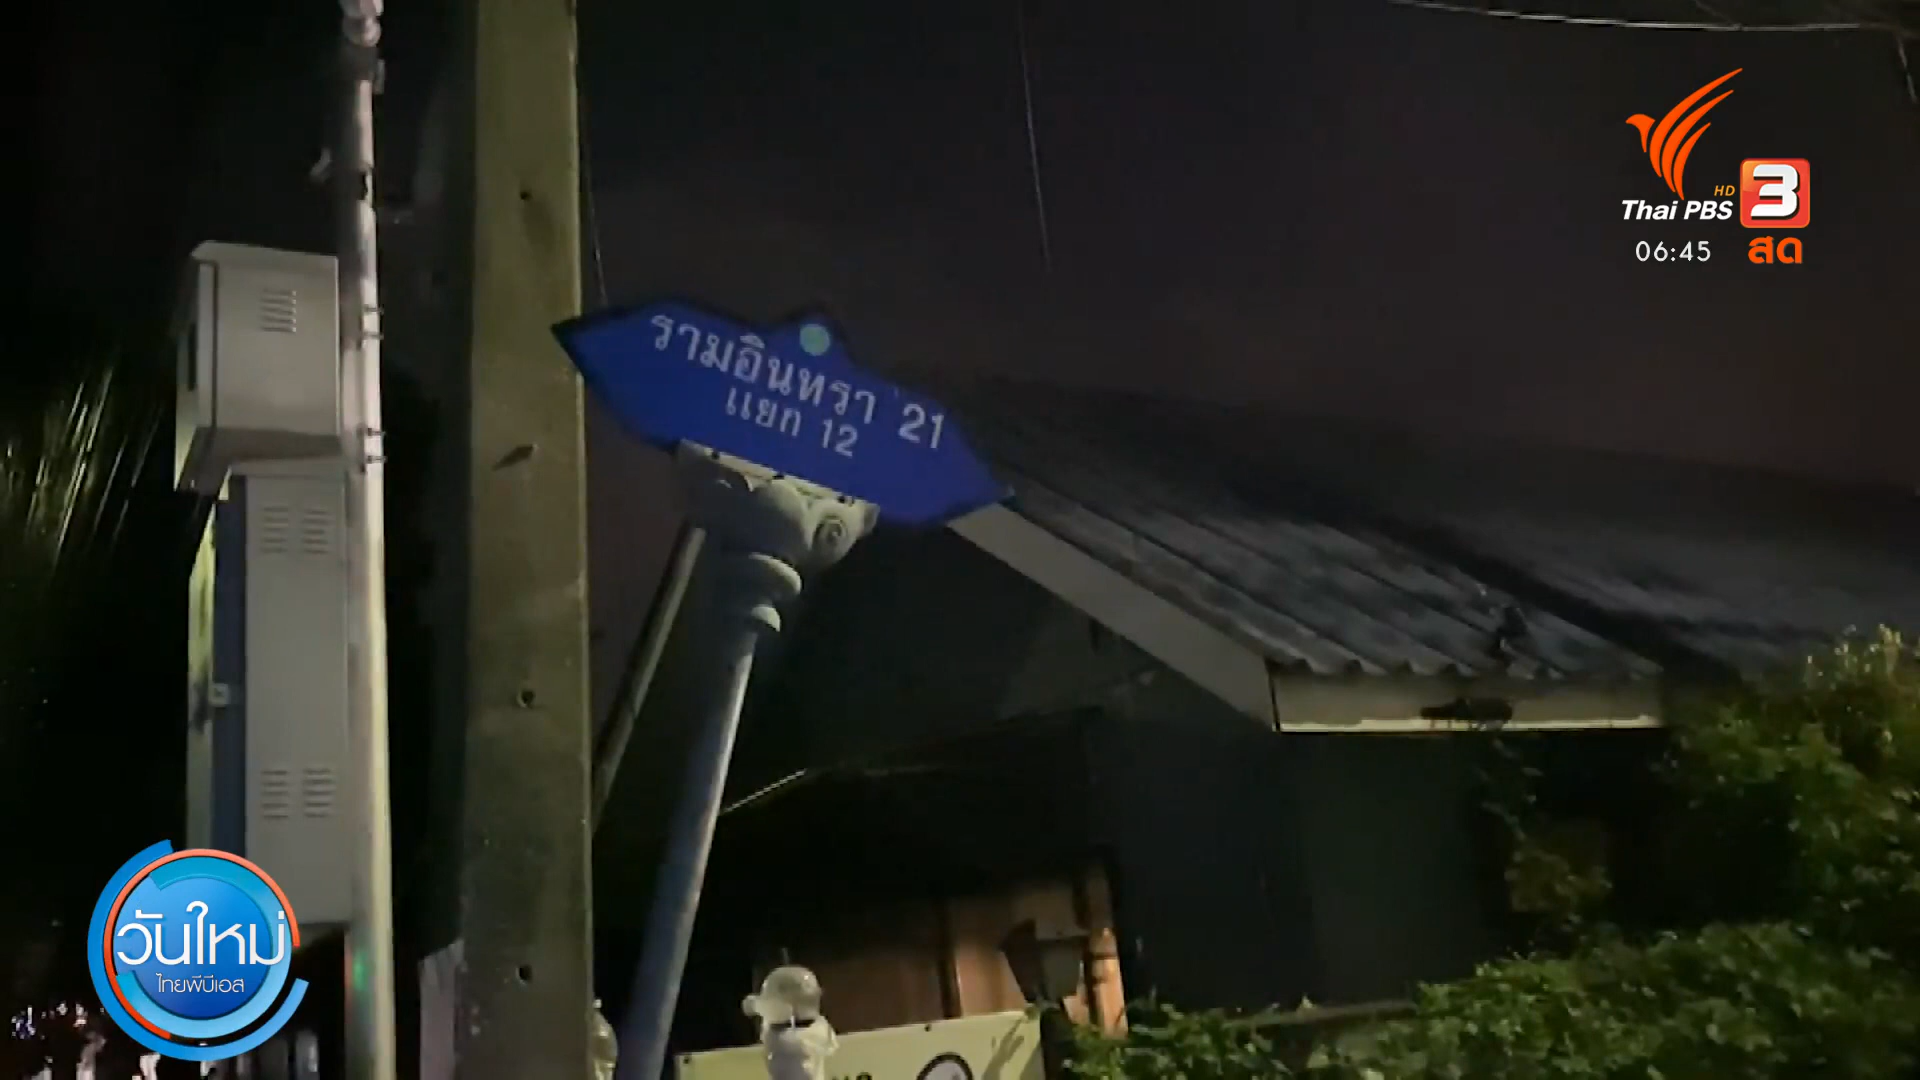 Thai PBS HD 3
06:45 สด
รามอินทรา 21
แยก 12
วันใหม่
ไทยพีบีเอส